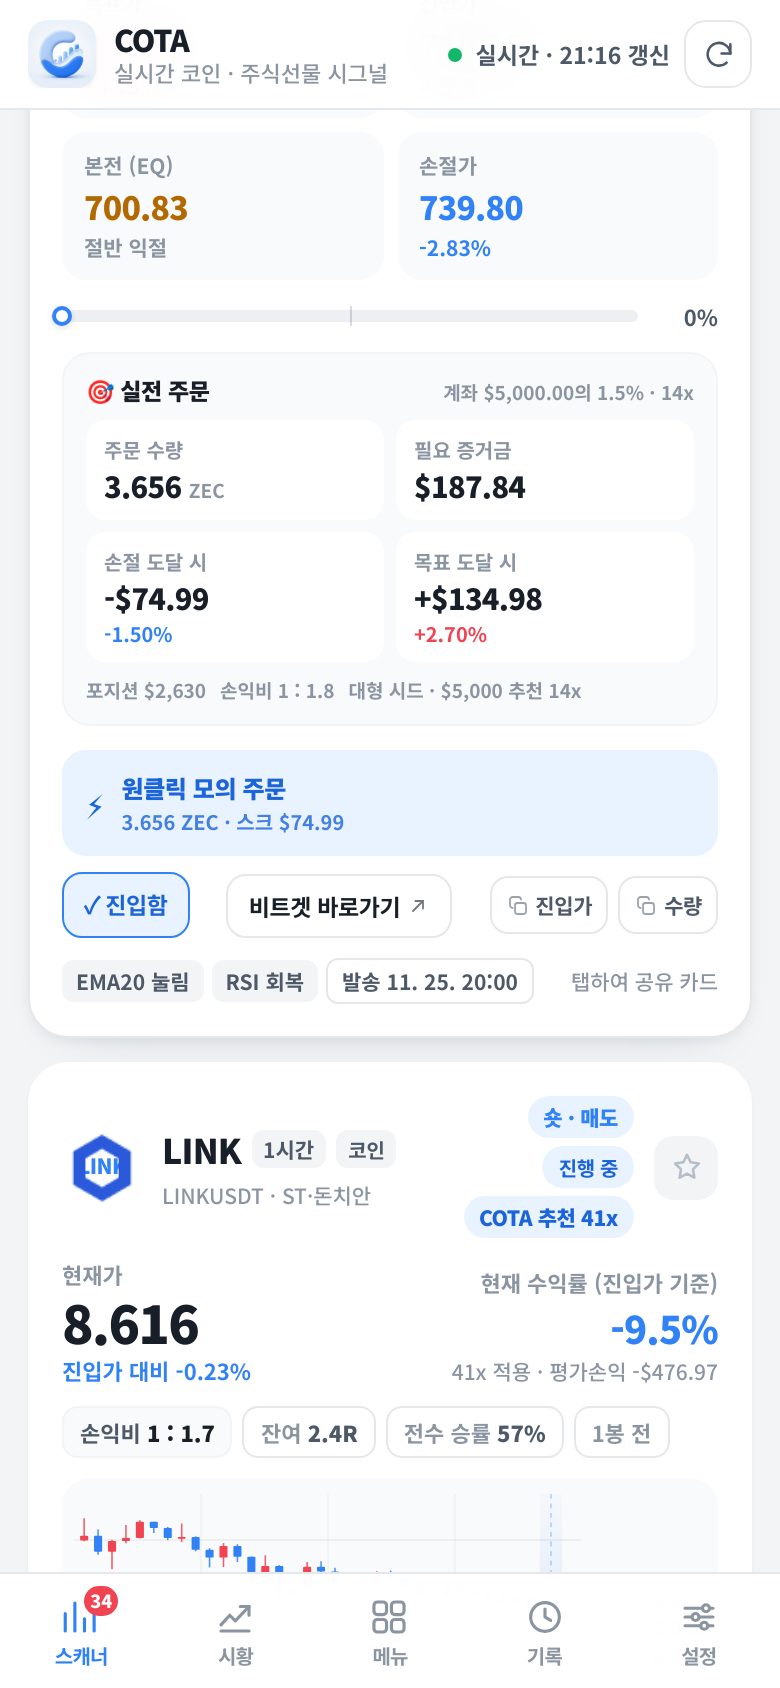 COTA
실시간 코인 · 주식선물 시그널
실시간 · 21:16 갱신
본전 (EQ)
700.83
절반 익절
손절가
739.80
-2.83%
0%
🎯 실전 주문
계좌 $5,000.00의 1.5% · 14x
주문 수량
3.656 ZEC
필요 증거금
$187.84
손절 도달 시
-$74.99
-1.50%
목표 도달 시
+$134.98
+2.70%
포지션 $2,630 손익비 1 : 1.8 대형 시드 · $5,000 추천 14x
⚡ 원클릭 모의 주문
3.656 ZEC · 스크 $74.99
✓ 진입함
비트겟 바로가기 ↗
진입가
수량
EMA20 눌림
RSI 회복
발송 11. 25. 20:00
탭하여 공유 카드
LINK
LINK 1시간 코인
LINKUSDT · ST·돈치안
숏 · 매도
진행 중
COTA 추천 41x
현재가
8.616
진입가 대비 -0.23%
현재 수익률 (진입가 기준)
-9.5%
41x 적용 · 평가손익 -$476.97
손익비 1 : 1.7
잔여 2.4R
전수 승률 57%
1봉 전
34
스캐너
시황
메뉴
기록
설정